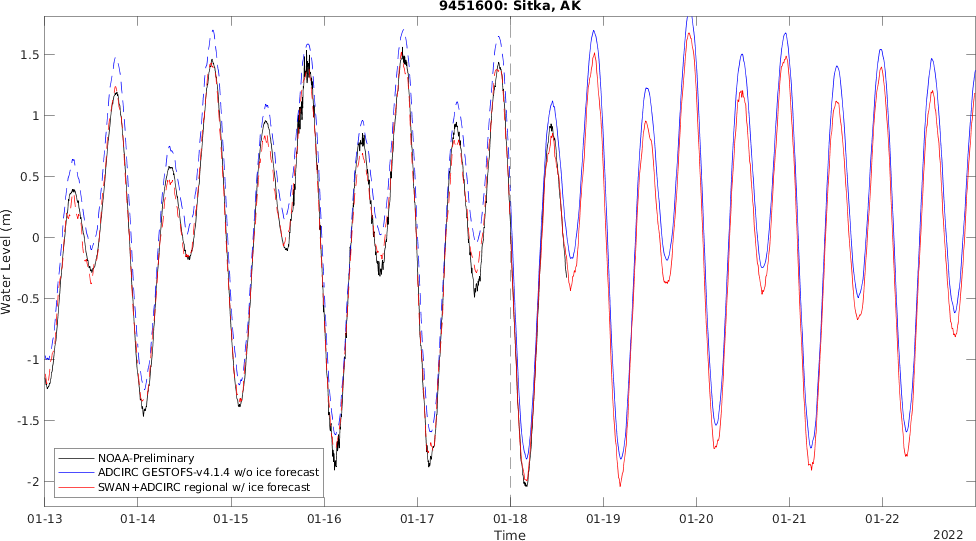 9451600: Sitka, AK
Water Level (m)
1.5
1
0.5
0
-0.5
-1
-1.5
-2
NOAA-Preliminary
ADCIRC GESTOFS-v4.1.4 w/o ice forecast
SWAN+ADCIRC regional w/ ice forecast
01-13 01-14 01-15 01-16 01-17 01-18 01-19 01-20 01-21 01-22
Time
2022